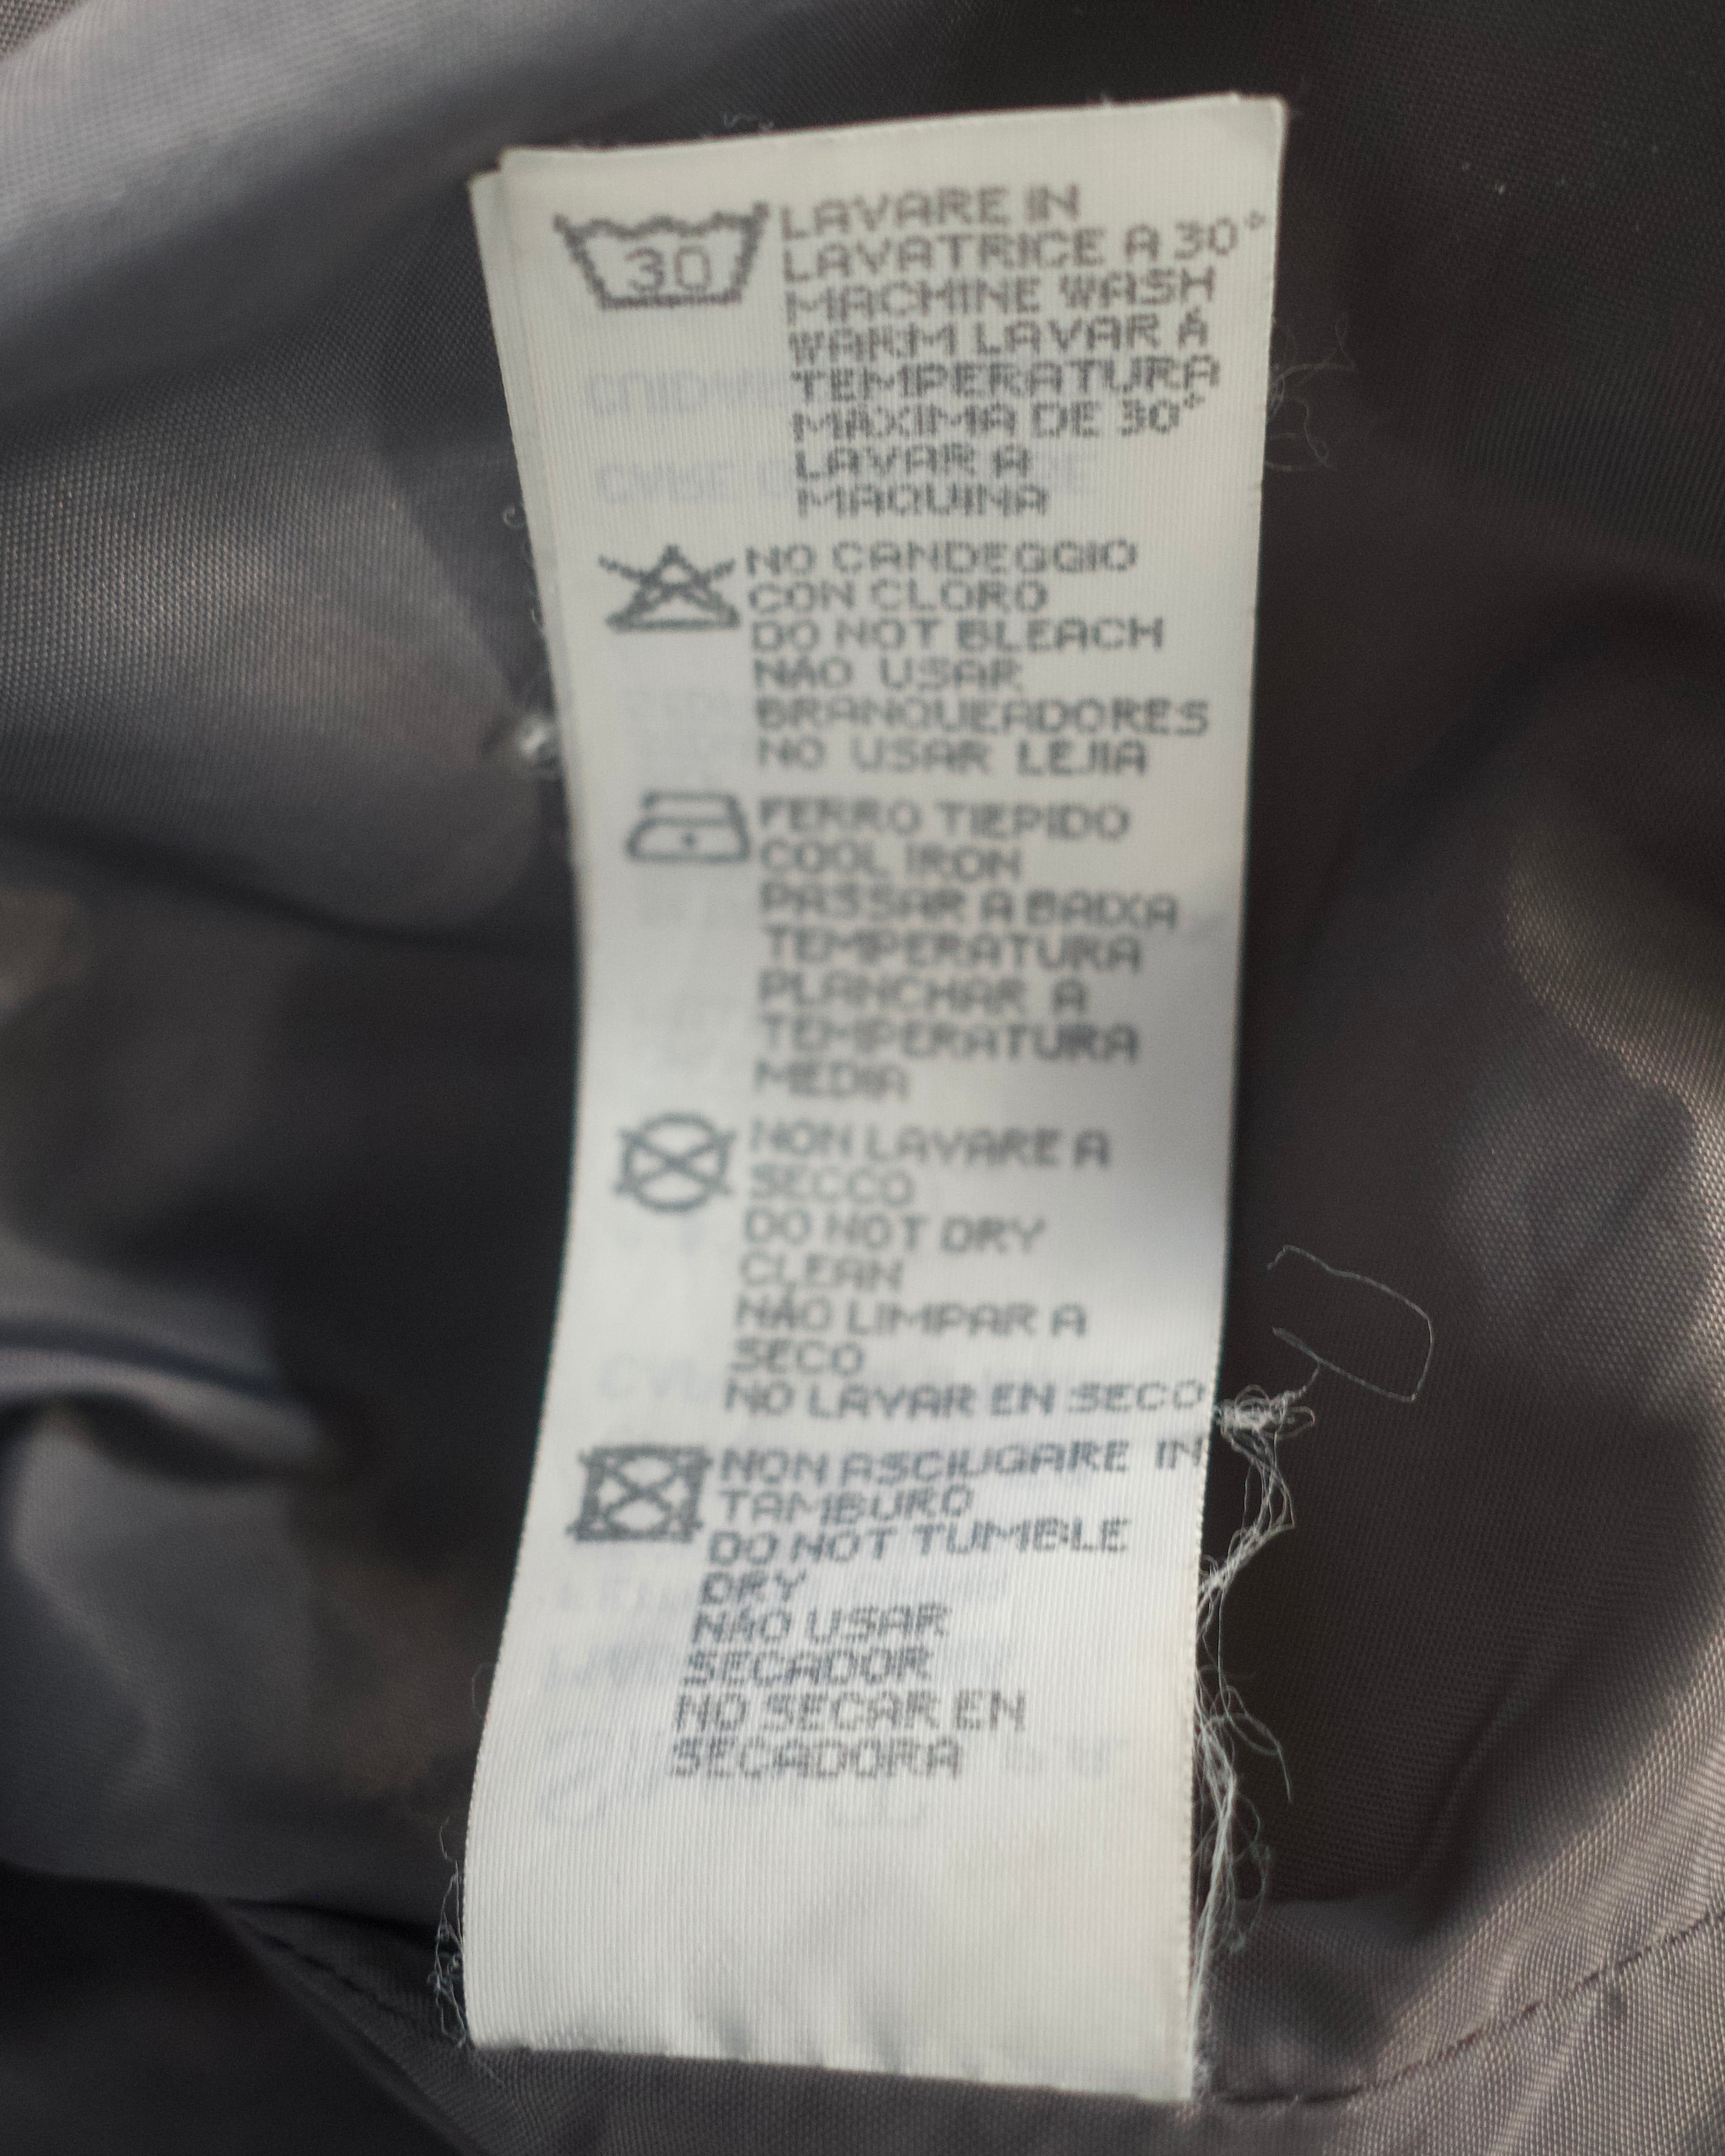 30
LAVARE IN
LAVATRICE A 30°
MACHINE WASH
WARM LAVAR À
TEMPERATURA
MÁXIMA DE 30°
LAVAR A
MAQUINA
NO CANDEGGIO
CON CLORO
DO NOT BLEACH
NÃO USAR
BRANQUEADORES
NO USAR LEJIA
FERRO TIEPIDO
COOL IRON
PASSAR A BAIXA
TEMPERATURA
PLANCHAR A
TEMPERATURA
MEDIA
NON LAVARE A
SECCO
DO NOT DRY
CLEAN
NÃO LIMPAR A
SECO
NO LAVAR EN SECO
NON ASCIUGARE IN
TAMBURO
DO NOT TUMBLE
DRY
NÃO USAR
SECADOR
NO SECAR EN
SECADORA